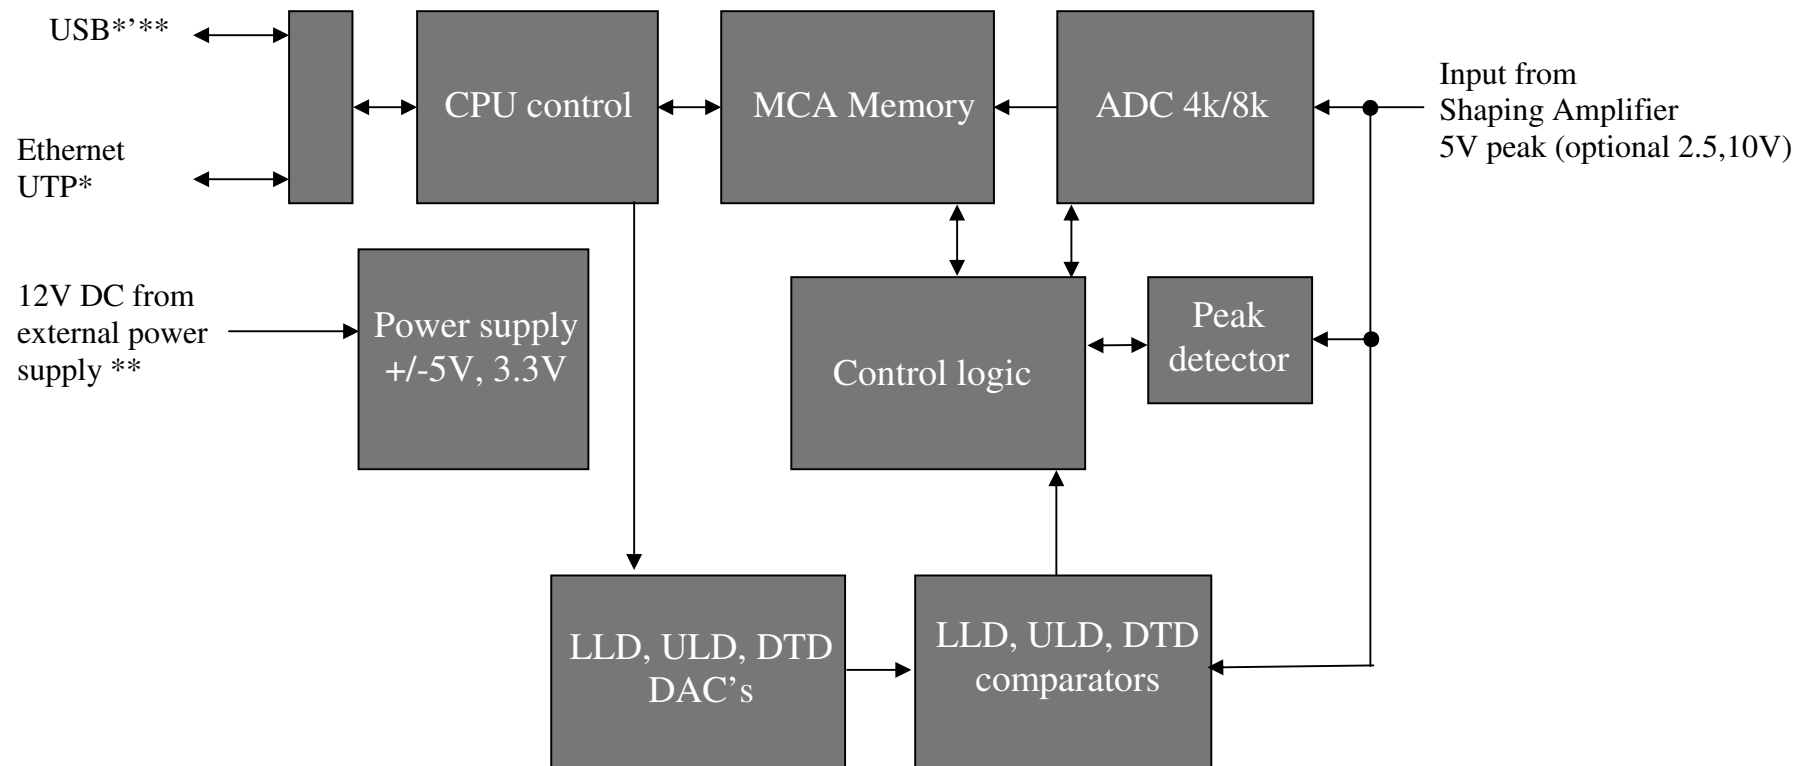 USB*’**
CPU control
MCA Memory
ADC 4k/8k
Input from
Shaping Amplifier
5V peak (optional 2.5,10V)
Ethernet
UTP*
12V DC from
external power
supply **
Power supply
+/-5V, 3.3V
Control logic
Peak
detector
LLD, ULD, DTD
DAC’s
LLD, ULD, DTD
comparators